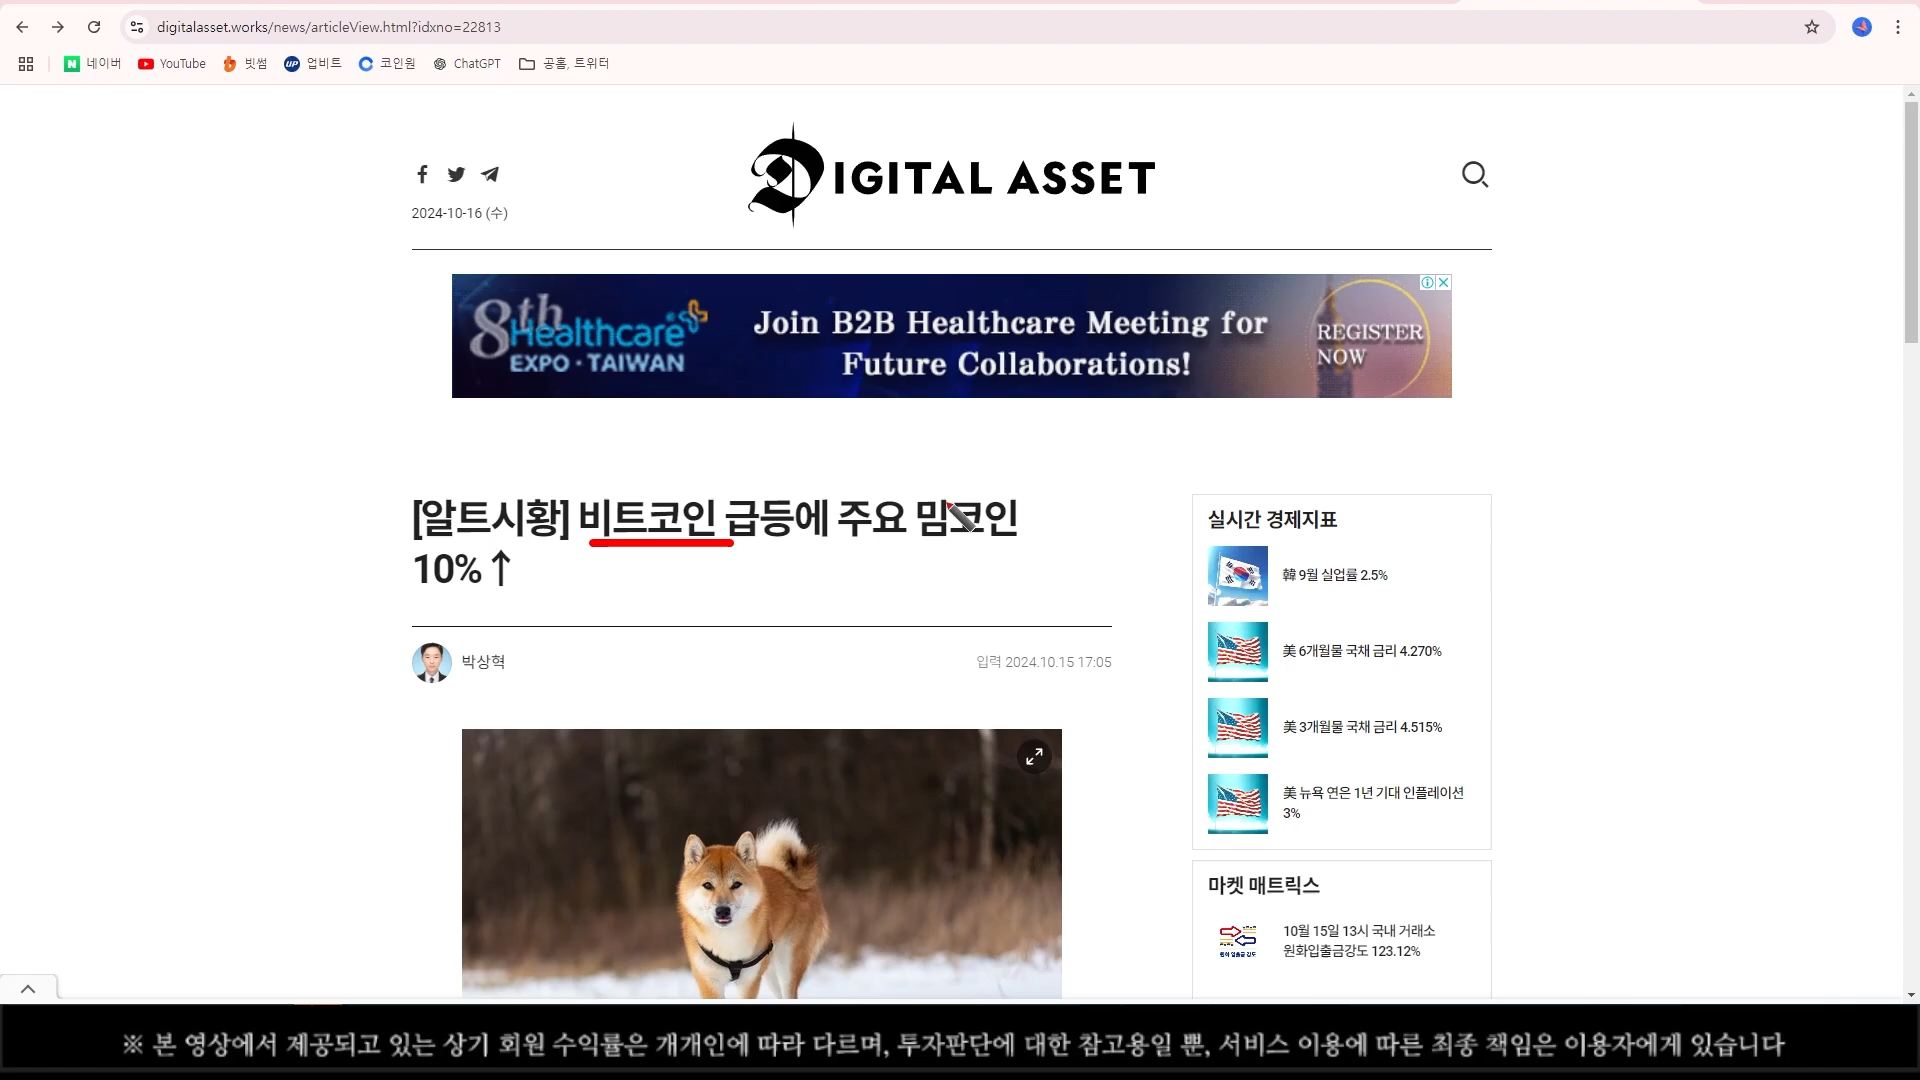 digitalasset.works/news/articleView.html?idxno=22813
네이버 YouTube 빗썸 업비트 코인원 ChatGPT 공홀, 트위터
2024-10-16 (수)
DIGITAL ASSET
8th Healthcare+
EXPO · TAIWAN
Join B2B Healthcare Meeting for
Future Collaborations!
REGISTER
NOW
[알트시황] 비트코인 급등에 주요 밈코인
10%↑
박상혁
입력 2024.10.15 17:05
실시간 경제지표
韓 9월 실업률 2.5%
美 6개월물 국채 금리 4.270%
美 3개월물 국채 금리 4.515%
美 뉴욕 연은 1년 기대 인플레이션
3%
마켓 매트릭스
10월 15일 13시 국내 거래소
원화입출금강도 123.12%
※ 본 영상에서 제공되고 있는 상기 회원 수익률은 개개인에 따라 다르며, 투자판단에 대한 참고용일 뿐, 서비스 이용에 따른 최종 책임은 이용자에게 있습니다